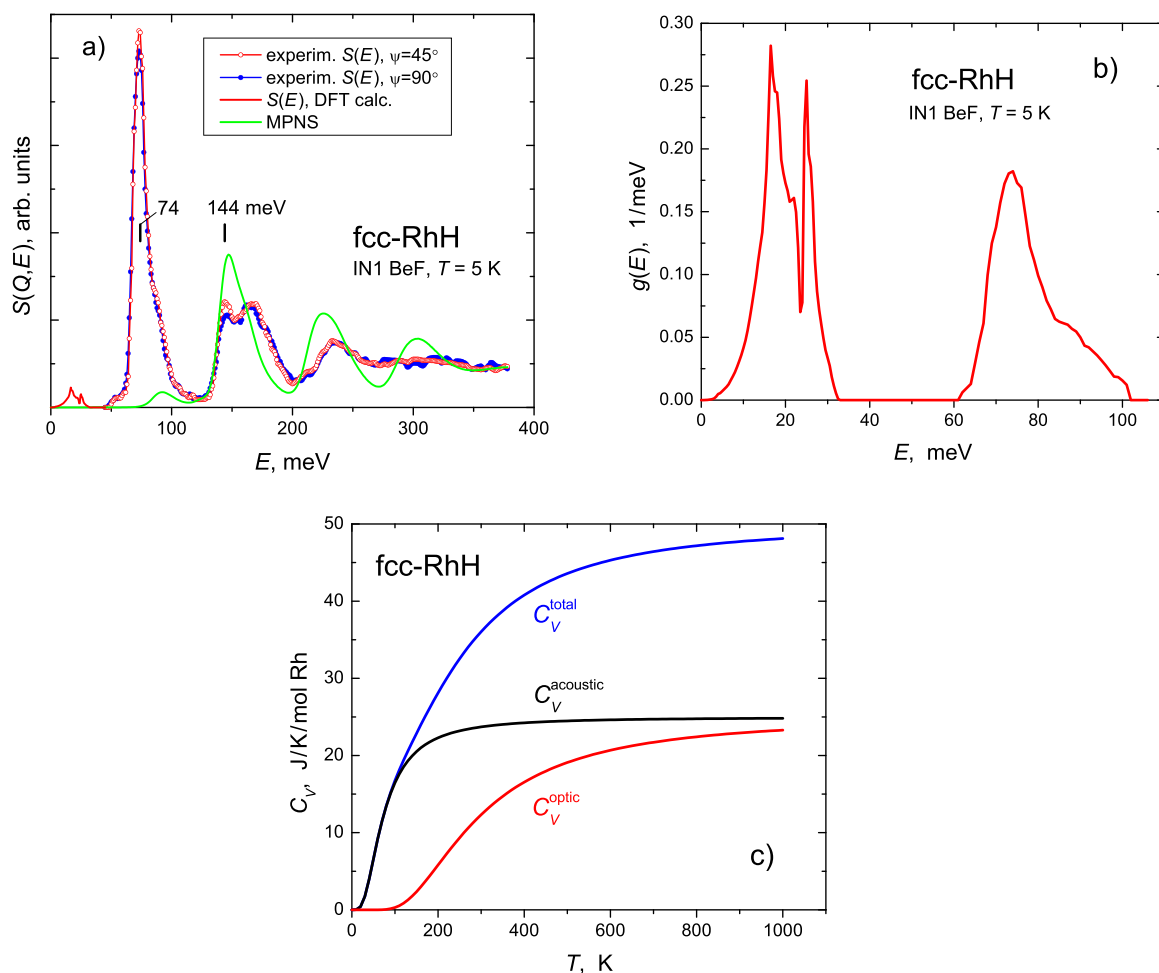 a)
experim. S(E), ψ=45°
experim. S(E), ψ=90°
S(E), DFT calc.
MPNS
74
144 meV
fcc-RhH
IN1 BeF, T = 5 K
S(Q,E), arb. units
0 100 200 300 400
E, meV
b)
fcc-RhH
IN1 BeF, T = 5 K
0.30
0.25
0.20
0.15
0.10
0.05
0.00
g(E), 1/meV
0 20 40 60 80 100
E, meV
fcc-RhH
50
40
30
20
10
0
C_V, J/K/mol Rh
C_V^total
C_V^acoustic
C_V^optic
c)
0 200 400 600 800 1000
T, K